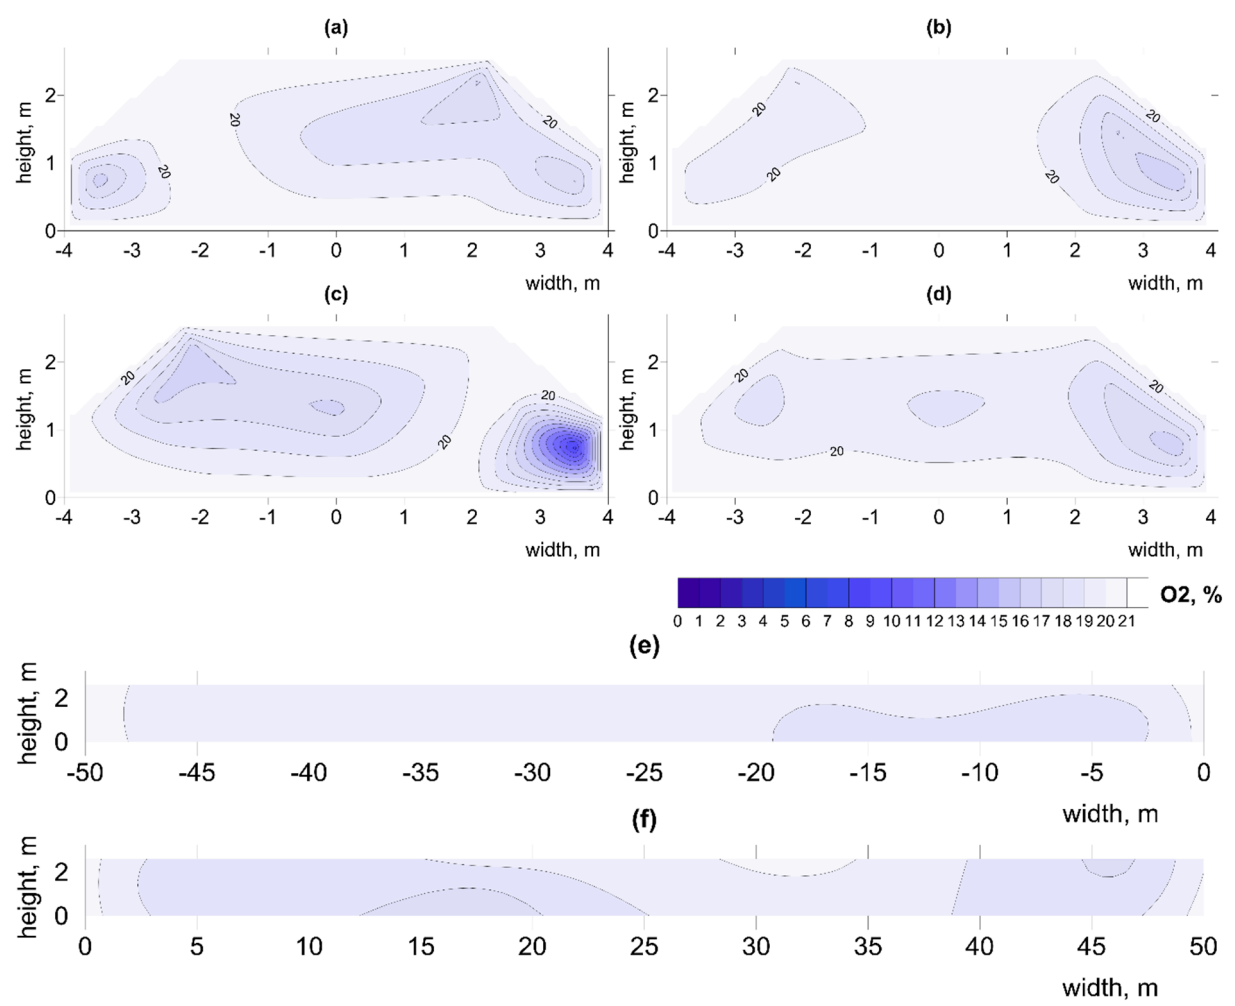 (a) (b)
height, m 2 1 0 20 20 20 height, m 2 1 0 20 20 20 20
-4 -3 -2 -1 0 1 2 3 4 -4 -3 -2 -1 0 1 2 3 4
width, m width, m
(c) (d)
height, m 2 1 0 20 20 20 height, m 2 1 0 20 20 20
-4 -3 -2 -1 0 1 2 3 4 -4 -3 -2 -1 0 1 2 3 4
width, m width, m
O2, %
0 1 2 3 4 5 6 7 8 9 10 11 12 13 14 15 16 17 18 19 20 21
(e)
height, m 2 0
-50 -45 -40 -35 -30 -25 -20 -15 -10 -5 0
width, m
(f)
height, m 2 0
0 5 10 15 20 25 30 35 40 45 50
width, m